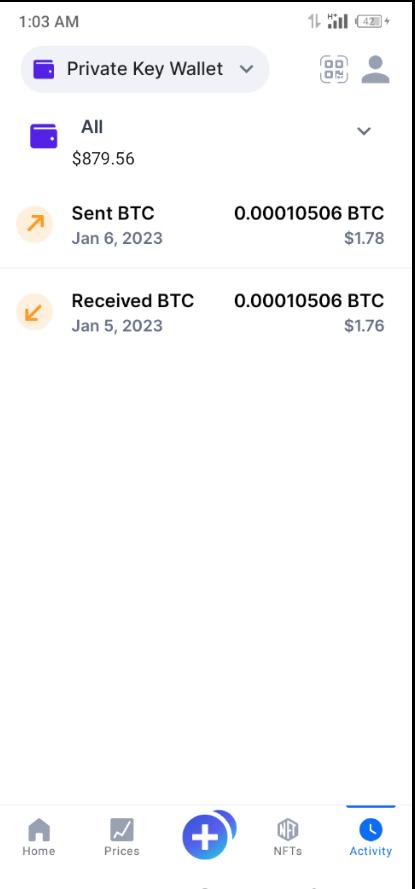 1:03 AM
42
Private Key Wallet
All
$879.56
Sent BTC 0.00010506 BTC
Jan 6, 2023 $1.78
Received BTC 0.00010506 BTC
Jan 5, 2023 $1.76
NFT
Home Prices NFTs Activity